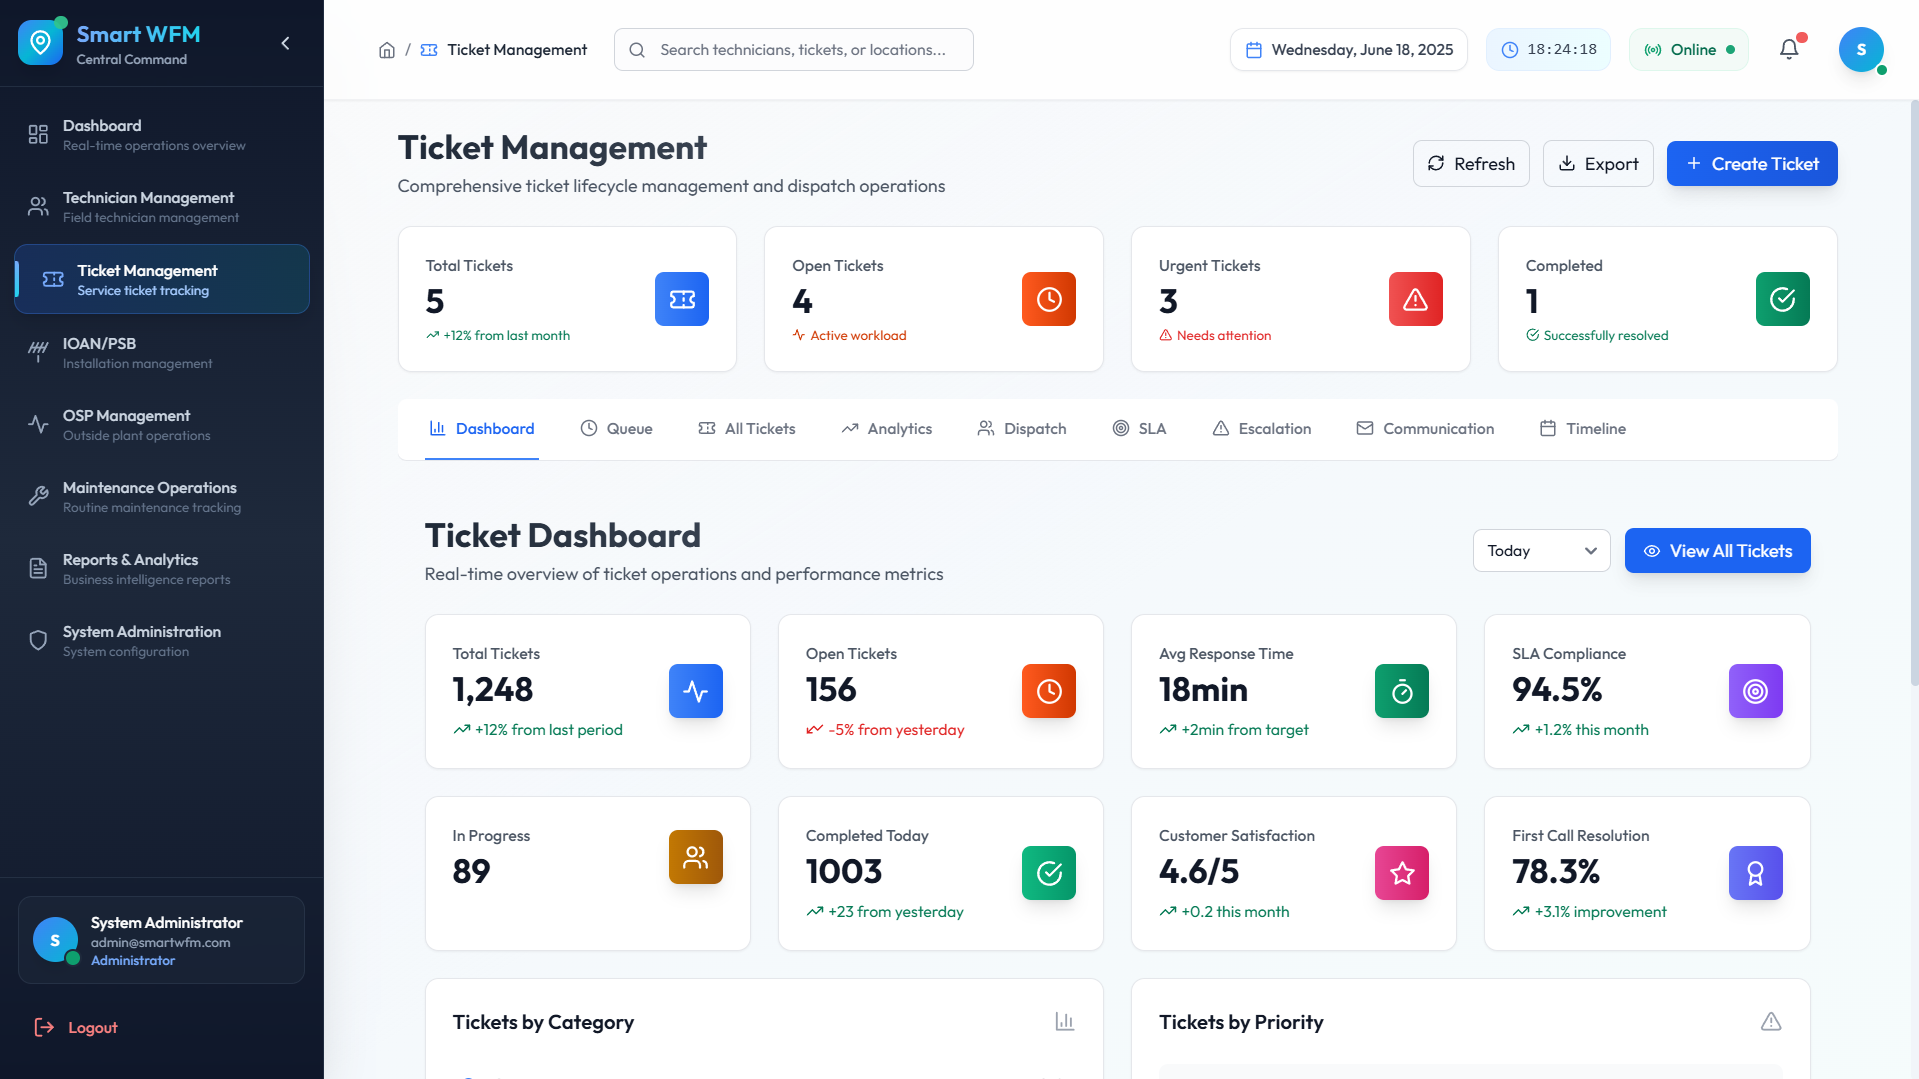 Smart WFM
Central Command
Dashboard
Real-time operations overview
Technician Management
Field technician management
Ticket Management
Service ticket tracking
IOAN/PSB
Installation management
OSP Management
Outside plant operations
Maintenance Operations
Routine maintenance tracking
Reports & Analytics
Business intelligence reports
System Administration
System configuration
S
System Administrator
admin@smartwfm.com
Administrator
Logout
/ Ticket Management
Search technicians, tickets, or locations...
Wednesday, June 18, 2025
18:24:18
Online
S
Ticket Management
Comprehensive ticket lifecycle management and dispatch operations
Refresh
Export
Create Ticket
Total Tickets
5
+12% from last month
Open Tickets
4
Active workload
Urgent Tickets
3
Needs attention
Completed
1
Successfully resolved
Dashboard
Queue
All Tickets
Analytics
Dispatch
SLA
Escalation
Communication
Timeline
Ticket Dashboard
Real-time overview of ticket operations and performance metrics
Today
View All Tickets
Total Tickets
1,248
+12% from last period
Open Tickets
156
-5% from yesterday
Avg Response Time
18min
+2min from target
SLA Compliance
94.5%
+1.2% this month
In Progress
89
Completed Today
1003
+23 from yesterday
Customer Satisfaction
4.6/5
+0.2 this month
First Call Resolution
78.3%
+3.1% improvement
Tickets by Category
Tickets by Priority